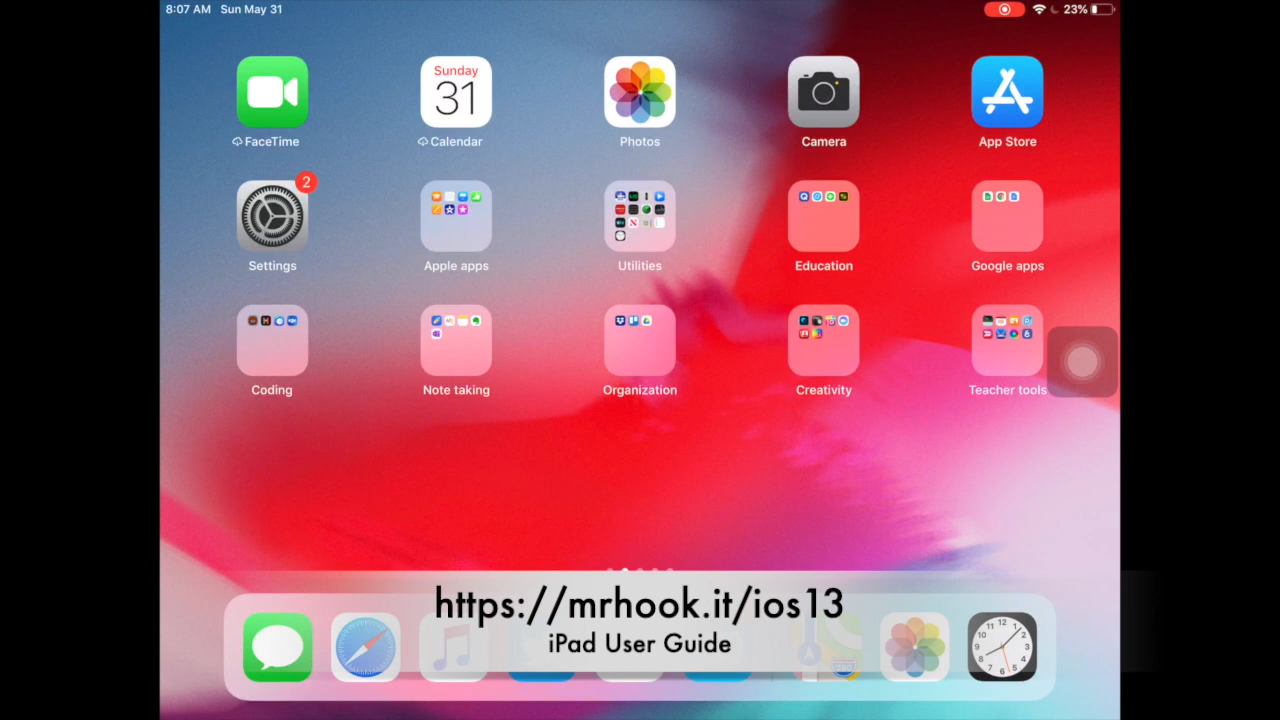 8:07 AM Sun May 31
23%
Sunday
31
FaceTime Calendar Photos Camera App Store
2
Settings Apple apps Utilities Education Google apps
Coding Note taking Organization Creativity Teacher tools
https://mrhook.it/ios13
iPad User Guide